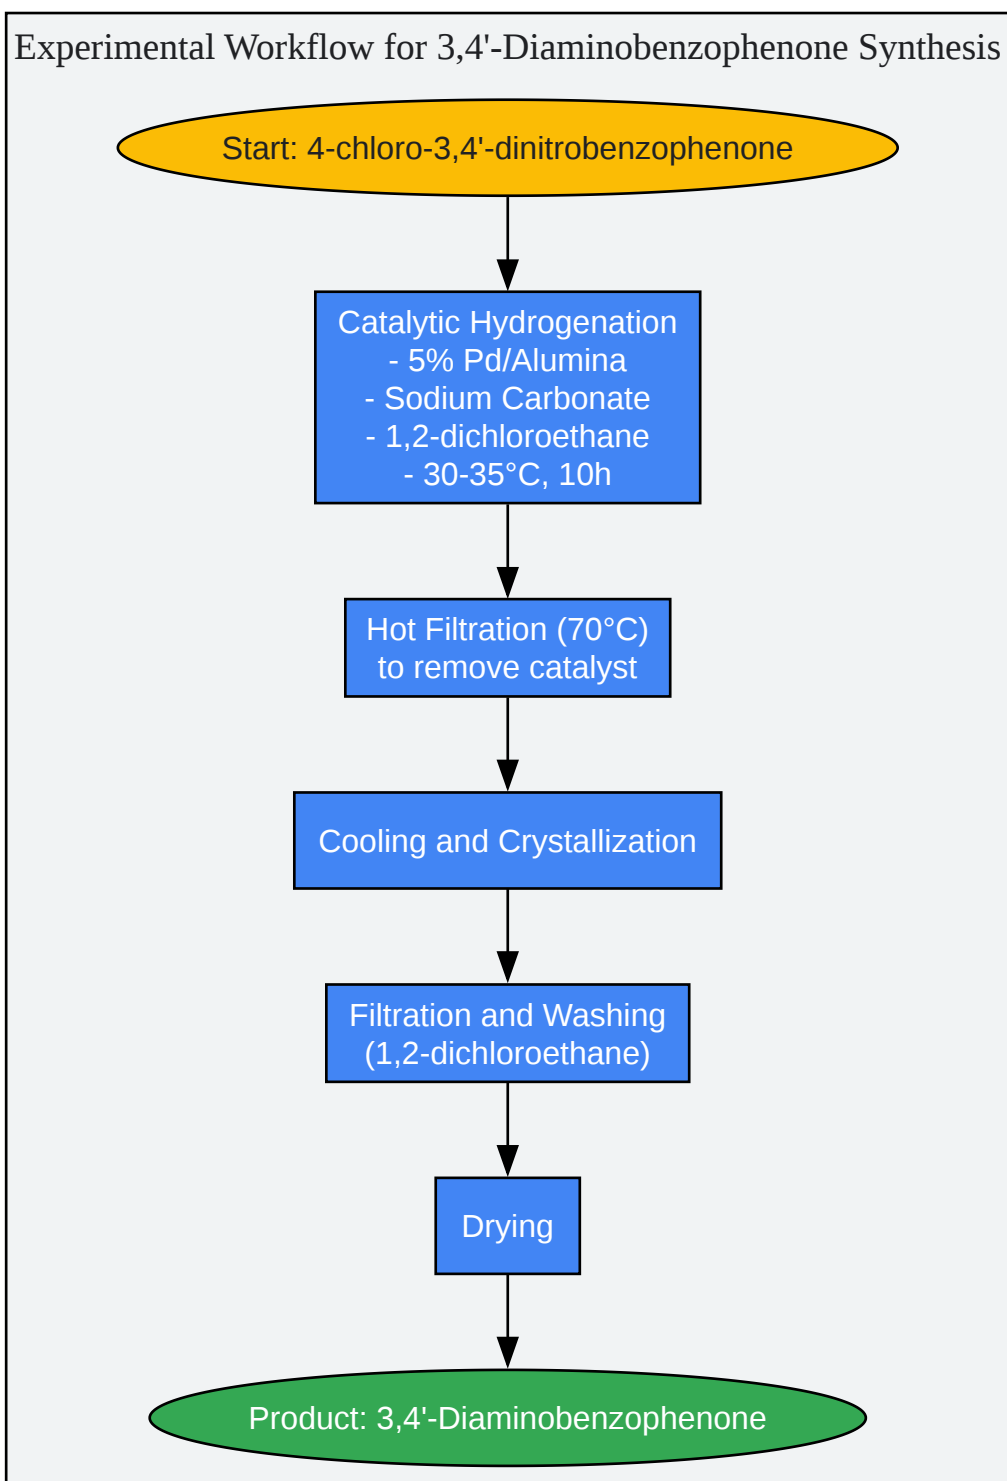 Experimental Workflow for 3,4'-Diaminobenzophenone Synthesis
Start: 4-chloro-3,4'-dinitrobenzophenone
Catalytic Hydrogenation
- 5% Pd/Alumina
- Sodium Carbonate
- 1,2-dichloroethane
- 30-35°C, 10h
Hot Filtration (70°C)
to remove catalyst
Cooling and Crystallization
Filtration and Washing
(1,2-dichloroethane)
Drying
Product: 3,4'-Diaminobenzophenone